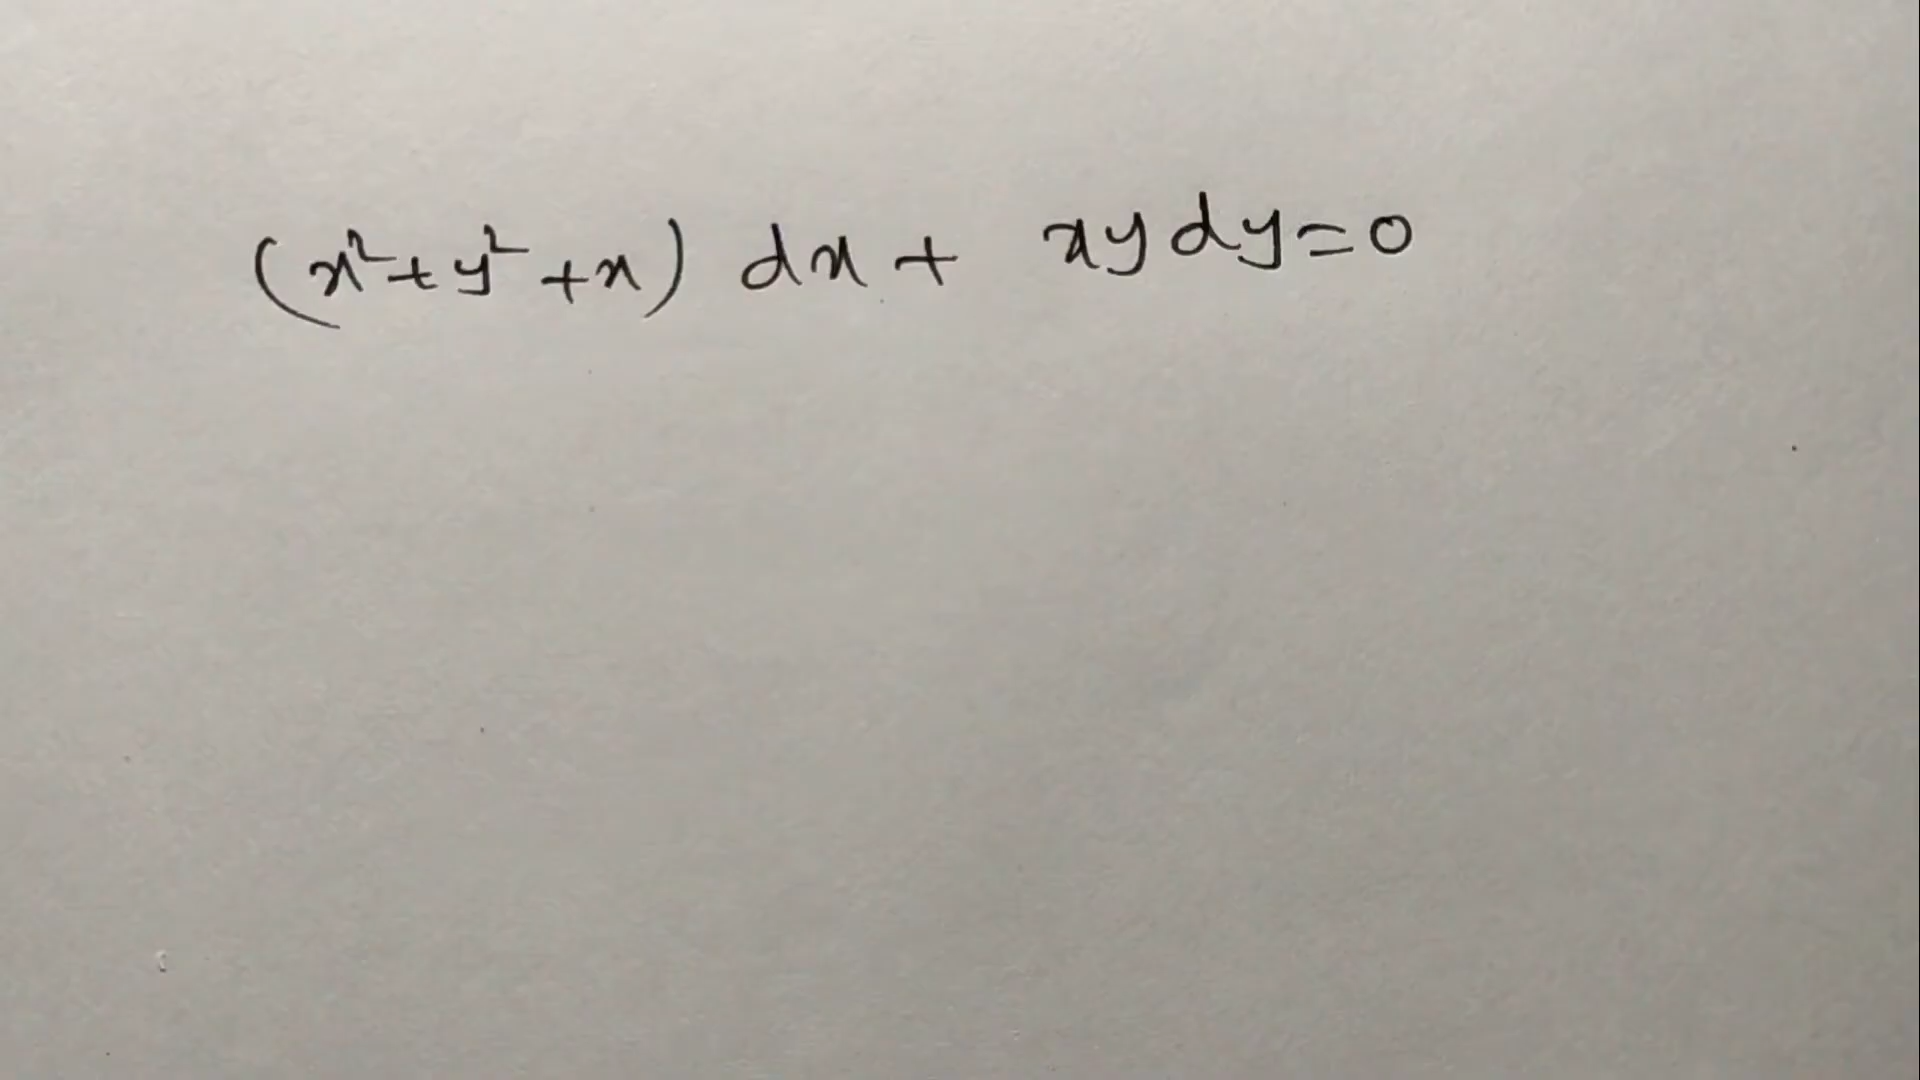 (x²+y²+x) dx + xy dy=0